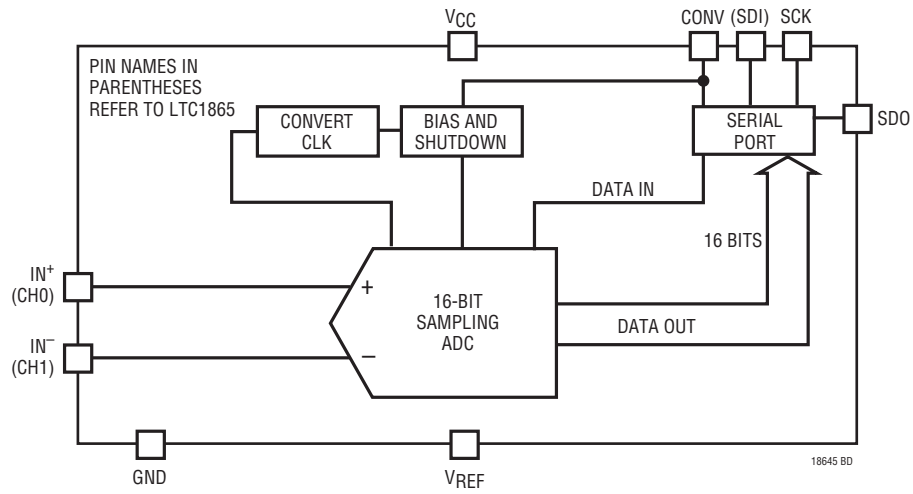 VCC
CONV (SDI) SCK
PIN NAMES IN
PARENTHESES
REFER TO LTC1865
CONVERT
CLK
BIAS AND
SHUTDOWN
SERIAL
PORT
SDO
DATA IN
16 BITS
IN+
(CH0)
+
16-BIT
SAMPLING
ADC
DATA OUT
IN−
(CH1)
−
GND
VREF
18645 BD